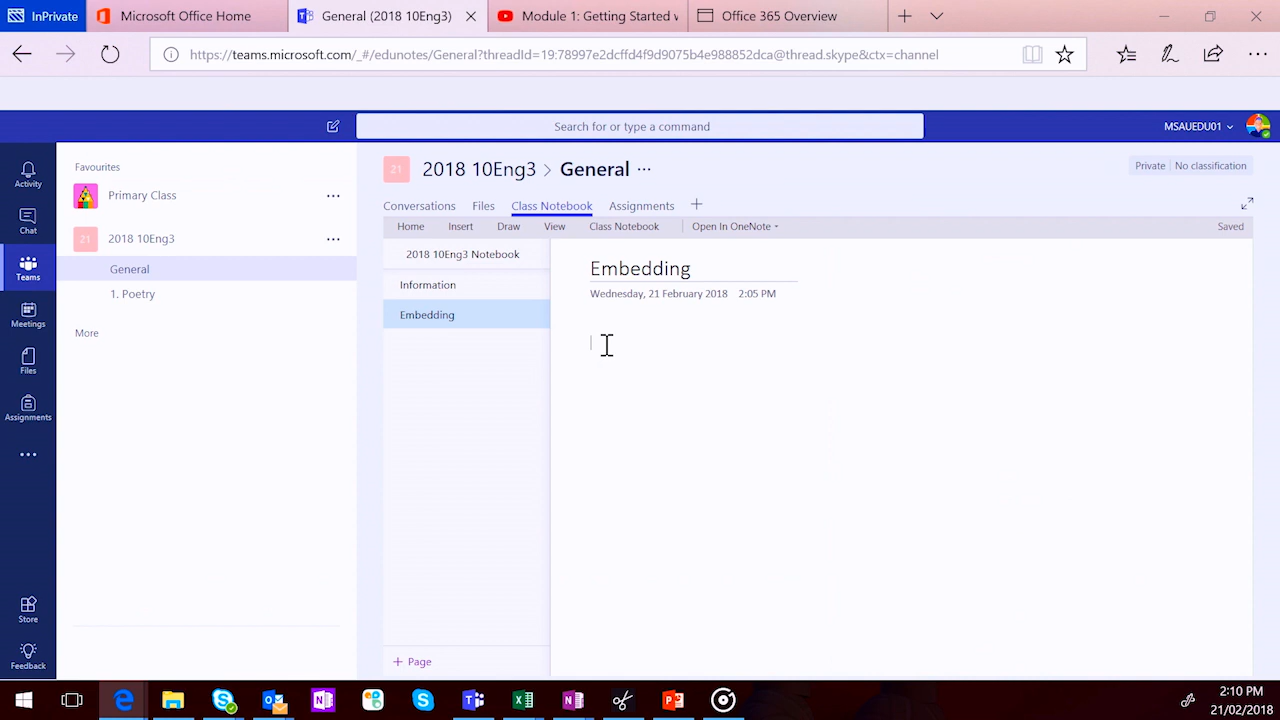 InPrivate
Microsoft Office Home
General (2018 10Eng3)
Module 1: Getting Started v
Office 365 Overview
https://teams.microsoft.com/_#/edunotes/General?threadId=19:78997e2dcffd4f9d9075b4e988852dca@thread.skype&ctx=channel
Search for or type a command
MSAUEDU01
Activity
Chat
Teams
Meetings
Files
Assignments
Store
Feedback
Favourites
Primary Class
21 2018 10Eng3
General
1. Poetry
More
21 2018 10Eng3 > General ...
Private No classification
Conversations Files Class Notebook Assignments
Home Insert Draw View Class Notebook Open In OneNote Saved
2018 10Eng3 Notebook
Information
Embedding
+ Page
Embedding
Wednesday, 21 February 2018 2:05 PM
2:10 PM
21/02/2018